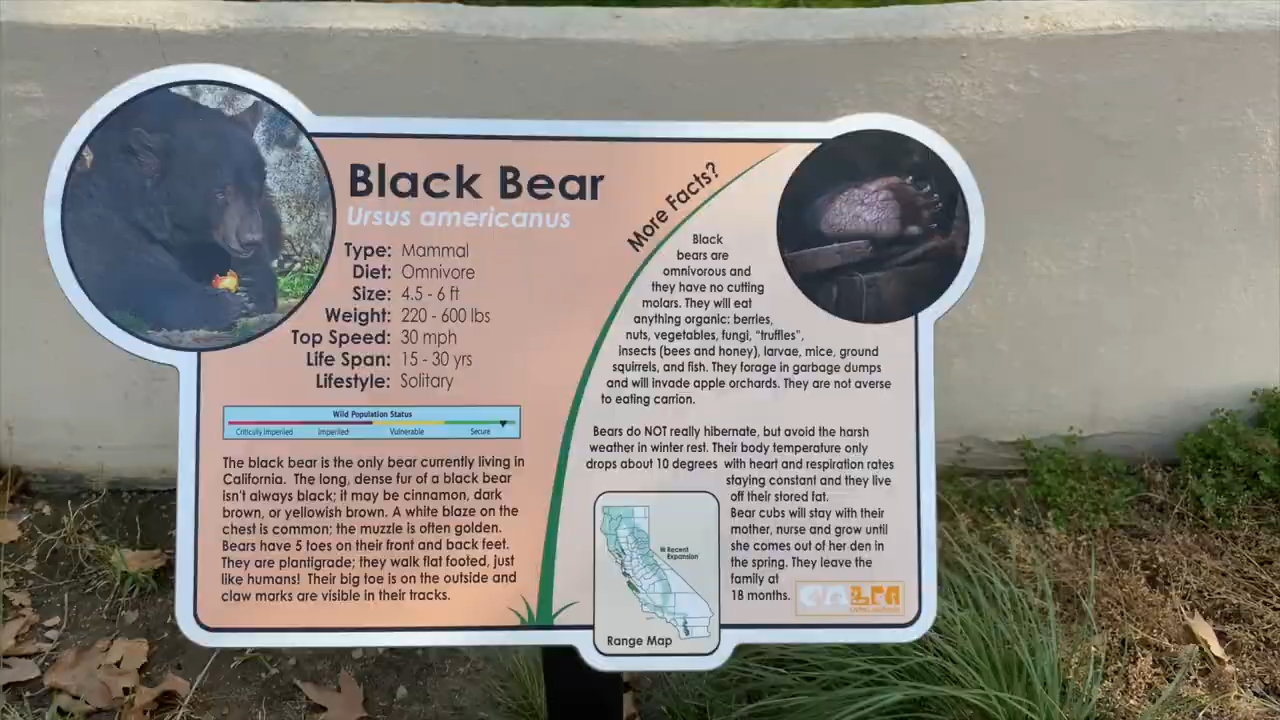 Black Bear
Ursus americanus
Type: Mammal
Diet: Omnivore
Size: 4.5 - 6 ft
Weight: 220 - 600 lbs
Top Speed: 30 mph
Life Span: 15 - 30 yrs
Lifestyle: Solitary
Wild Population Status
Critically Imperiled Imperiled Vulnerable Secure
The black bear is the only bear currently living in
California. The long, dense fur of a black bear
isn't always black; it may be cinnamon, dark
brown, or yellowish brown. A white blaze on the
chest is common; the muzzle is often golden.
Bears have 5 toes on their front and back feet.
They are plantigrade; they walk flat footed, just
like humans! Their big toe is on the outside and
claw marks are visible in their tracks.
More Facts?
Black
bears are
omnivorous and
they have no cutting
molars. They will eat
anything organic: berries,
nuts, vegetables, fungi, "truffles",
insects (bees and honey), larvae, mice, ground
squirrels, and fish. They forage in garbage dumps
and will invade apple orchards. They are not averse
to eating carrion.
Bears do NOT really hibernate, but avoid the harsh
weather in winter rest. Their body temperature only
drops about 10 degrees with heart and respiration rates
staying constant and they live
off their stored fat.
Bear cubs will stay with their
mother, nurse and grow until
she comes out of her den in
the spring. They leave the
family at
18 months.
Recent
Expansion
Range Map